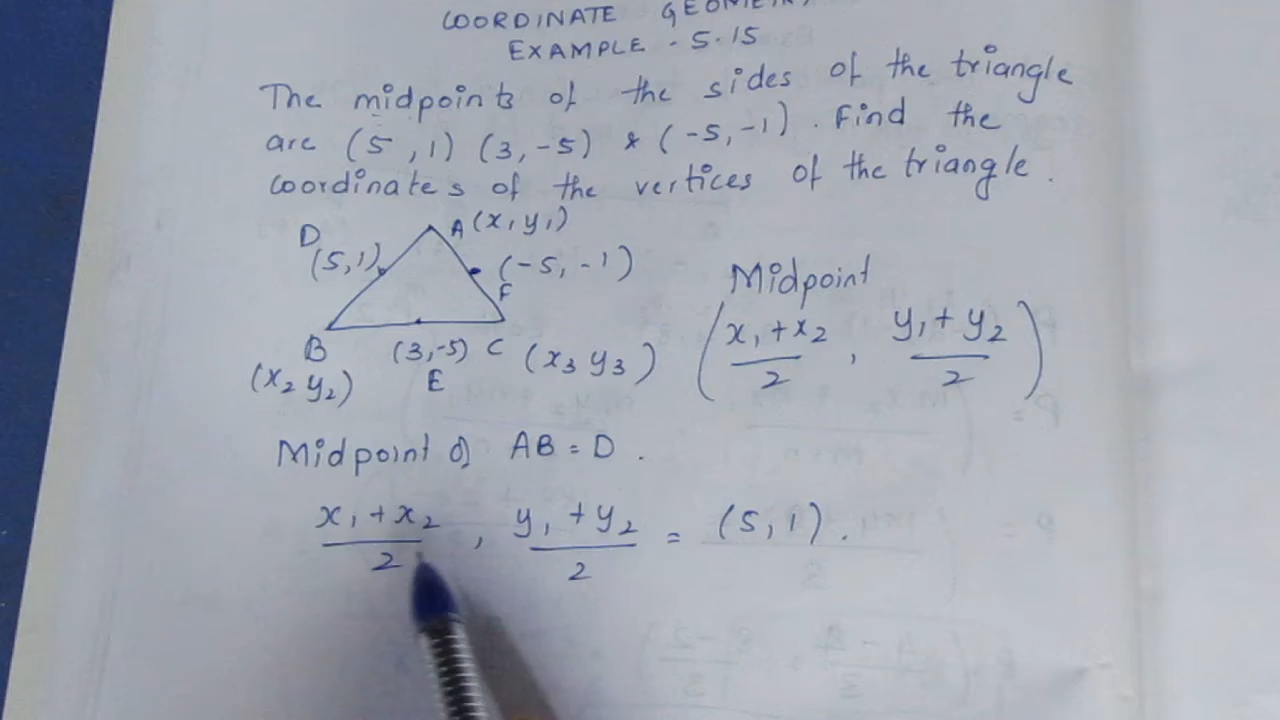 COORDINATE GEOMETRY
EXAMPLE - 5.15
The midpoints of the sides of the triangle
are (5, 1) (3, -5) & (-5, -1). Find the
coordinates of the vertices of the triangle.
D A (x₁ y₁)
(5, 1) (-5, -1)
F
Midpoint
B (3, -5) C (x₃ y₃)
(x₂ y₂) E
(x₁ + x₂ / 2 , y₁ + y₂ / 2)
Midpoint of AB = D.
x₁ + x₂ / 2 , y₁ + y₂ / 2 = (5, 1).